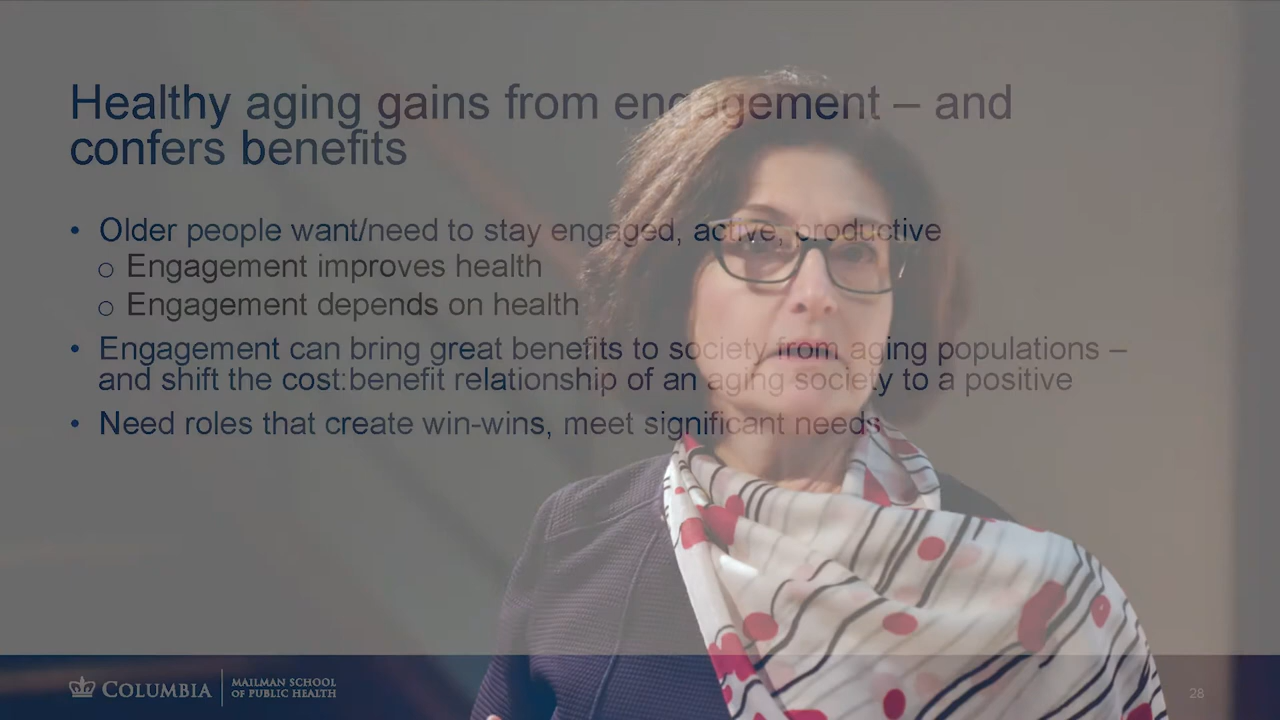 Healthy aging gains from engagement – and
confers benefits
• Older people want/need to stay engaged, active, productive
o Engagement improves health
o Engagement depends on health
• Engagement can bring great benefits to society from aging populations –
and shift the cost:benefit relationship of an aging society to a positive
• Need roles that create win-wins, meet significant needs
COLUMBIA
MAILMAN SCHOOL
OF PUBLIC HEALTH
28